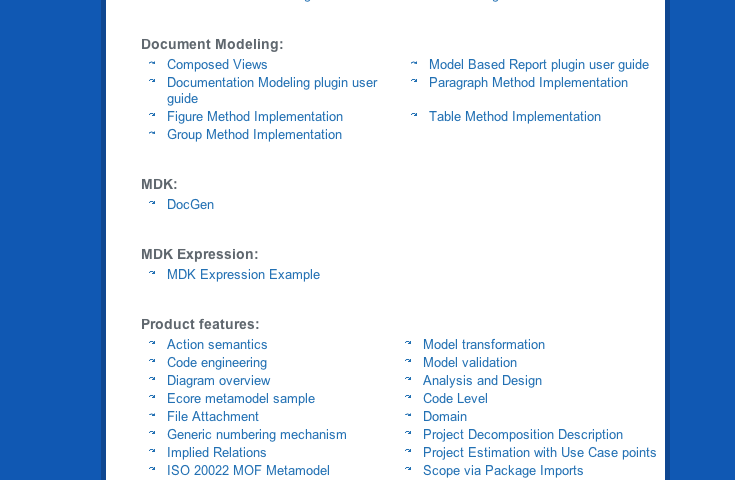 Document Modeling:
Composed Views
Model Based Report plugin user guide
Documentation Modeling plugin user
guide
Paragraph Method Implementation
Figure Method Implementation
Table Method Implementation
Group Method Implementation
MDK:
DocGen
MDK Expression:
MDK Expression Example
Product features:
Action semantics
Model transformation
Code engineering
Model validation
Diagram overview
Analysis and Design
Ecore metamodel sample
Code Level
File Attachment
Domain
Generic numbering mechanism
Project Decomposition Description
Implied Relations
Project Estimation with Use Case points
ISO 20022 MOF Metamodel
Scope via Package Imports